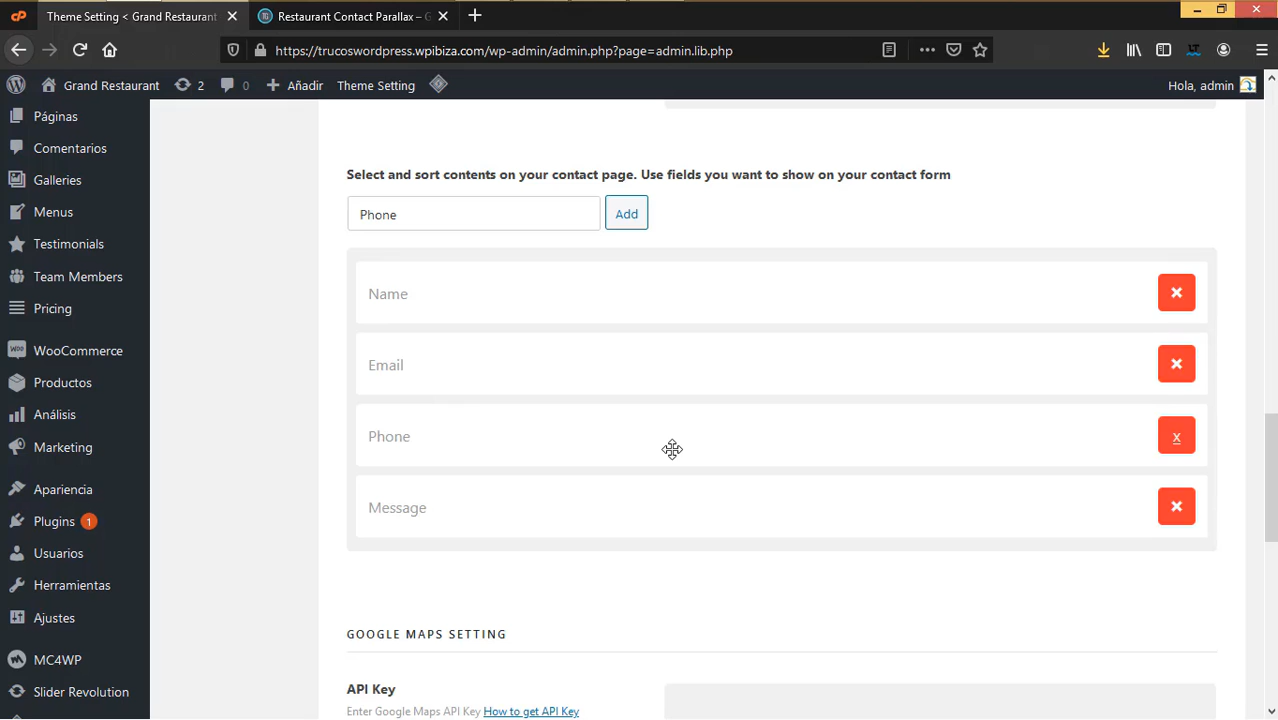 Theme Setting < Grand Restaurant
Restaurant Contact Parallax – G
https://trucoswordpress.wpibiza.com/wp-admin/admin.php?page=admin.lib.php
Grand Restaurant
2
0
Añadir
Theme Setting
Hola, admin
Páginas
Comentarios
Galleries
Menus
Testimonials
Team Members
Pricing
WooCommerce
Productos
Análisis
Marketing
Apariencia
Plugins 1
Usuarios
Herramientas
Ajustes
MC4WP
Slider Revolution
Select and sort contents on your contact page. Use fields you want to show on your contact form
Phone
Add
Name
Email
Phone
x
Message
GOOGLE MAPS SETTING
API Key
Enter Google Maps API Key How to get API Key